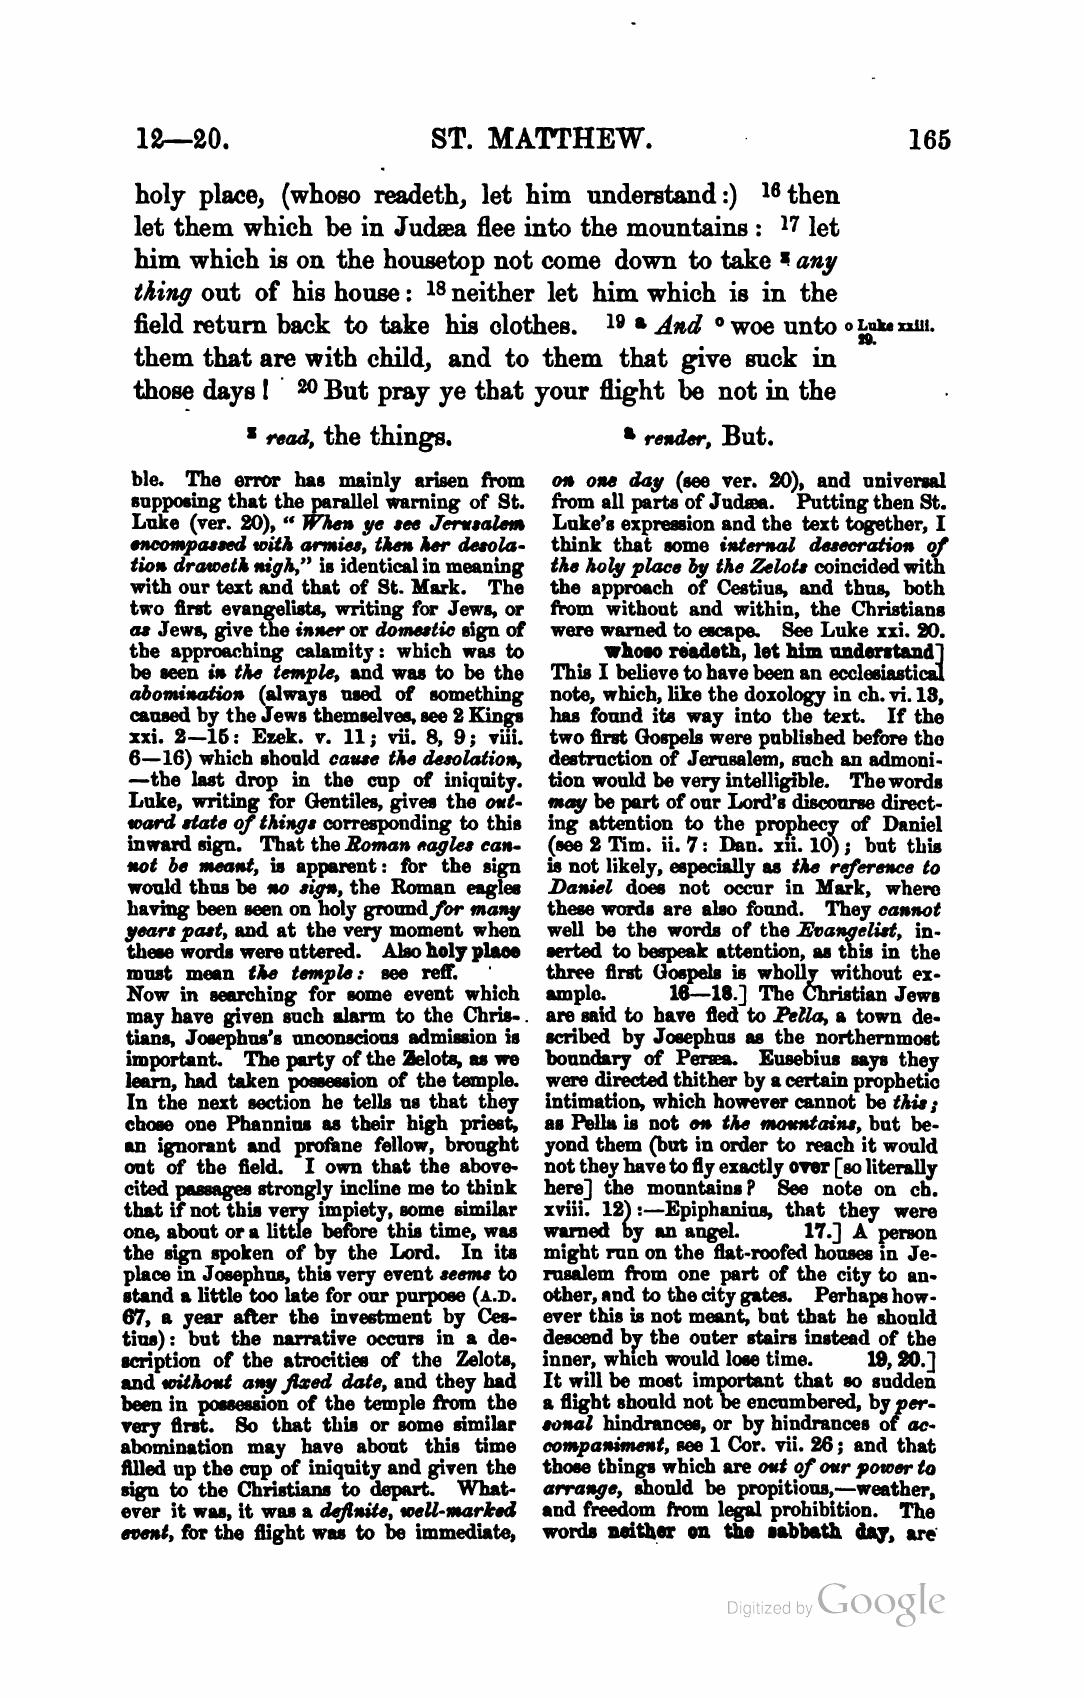 12—20.
ST. MATTHEW.
165
holy place, (whoso readeth, let him understand :) 16 then
let them which be in Judæa flee into the mountains : 17 let
him which is on the housetop not come down to take z any
thing out of his house : 18 neither let him which is in the
field return back to take his clothes. 19 a And o woe unto
them that are with child, and to them that give suck in
those days ! 20 But pray ye that your flight be not in the
o Luke xxiii.
29.
z read, the things.
a render, But.
ble. The error has mainly arisen from
supposing that the parallel warning of St.
Luke (ver. 20), “ When ye see Jerusalem
encompassed with armies, then her desola-
tion draweth nigh,” is identical in meaning
with our text and that of St. Mark. The
two first evangelists, writing for Jews, or
as Jews, give the inner or domestic sign of
the approaching calamity : which was to
be seen in the temple, and was to be the
abomination (always used of something
caused by the Jews themselves, see 2 Kings
xxi. 2—15 : Ezek. v. 11 ; vii. 8, 9 ; viii.
6—16) which should cause the desolation,
—the last drop in the cup of iniquity.
Luke, writing for Gentiles, gives the out-
ward state of things corresponding to this
inward sign. That the Roman eagles can-
not be meant, is apparent : for the sign
would thus be no sign, the Roman eagles
having been seen on holy ground for many
years past, and at the very moment when
these words were uttered. Also holy place
must mean the temple : see reff.
Now in searching for some event which
may have given such alarm to the Chris-
tians, Josephus's unconscious admission is
important. The party of the Zelots, as we
learn, had taken possession of the temple.
In the next section he tells us that they
chose one Phannius as their high priest,
an ignorant and profane fellow, brought
out of the field. I own that the above-
cited passages strongly incline me to think
that if not this very impiety, some similar
one, about or a little before this time, was
the sign spoken of by the Lord. In its
place in Josephus, this very event seems to
stand a little too late for our purpose (A.D.
67, a year after the investment by Ces-
tius) : but the narrative occurs in a de-
scription of the atrocities of the Zelots,
and without any fixed date, and they had
been in possession of the temple from the
very first. So that this or some similar
abomination may have about this time
filled up the cup of iniquity and given the
sign to the Christians to depart. What-
ever it was, it was a definite, well-marked
event, for the flight was to be immediate,
on one day (see ver. 20), and universal
from all parts of Judæa. Putting then St.
Luke's expression and the text together, I
think that some internal desecration of
the holy place by the Zelots coincided with
the approach of Cestius, and thus, both
from without and within, the Christians
were warned to escape. See Luke xxi. 20.
whoso readeth, let him understand]
This I believe to have been an ecclesiastical
note, which, like the doxology in ch. vi. 13,
has found its way into the text. If the
two first Gospels were published before the
destruction of Jerusalem, such an admoni-
tion would be very intelligible. The words
may be part of our Lord's discourse direct-
ing attention to the prophecy of Daniel
(see 2 Tim. ii. 7 : Dan. xii. 10) ; but this
is not likely, especially as the reference to
Daniel does not occur in Mark, where
these words are also found. They cannot
well be the words of the Evangelist, in-
serted to bespeak attention, as this in the
three first Gospels is wholly without ex-
ample. 16—18.] The Christian Jews
are said to have fled to Pella, a town de-
scribed by Josephus as the northernmost
boundary of Peræa. Eusebius says they
were directed thither by a certain prophetic
intimation, which however cannot be this ;
as Pella is not on the mountains, but be-
yond them (but in order to reach it would
not they have to fly exactly over [so literally
here] the mountains ? See note on ch.
xviii. 12) :—Epiphanius, that they were
warned by an angel. 17.] A person
might run on the flat-roofed houses in Je-
rusalem from one part of the city to an-
other, and to the city gates. Perhaps how-
ever this is not meant, but that he should
descend by the outer stairs instead of the
inner, which would lose time. 19, 20.]
It will be most important that so sudden
a flight should not be encumbered, by per-
sonal hindrances, or by hindrances of ac-
companiment, see 1 Cor. vii. 26 ; and that
those things which are out of our power to
arrange, should be propitious,—weather,
and freedom from legal prohibition. The
words neither on the sabbath day, are
Digitized by Google